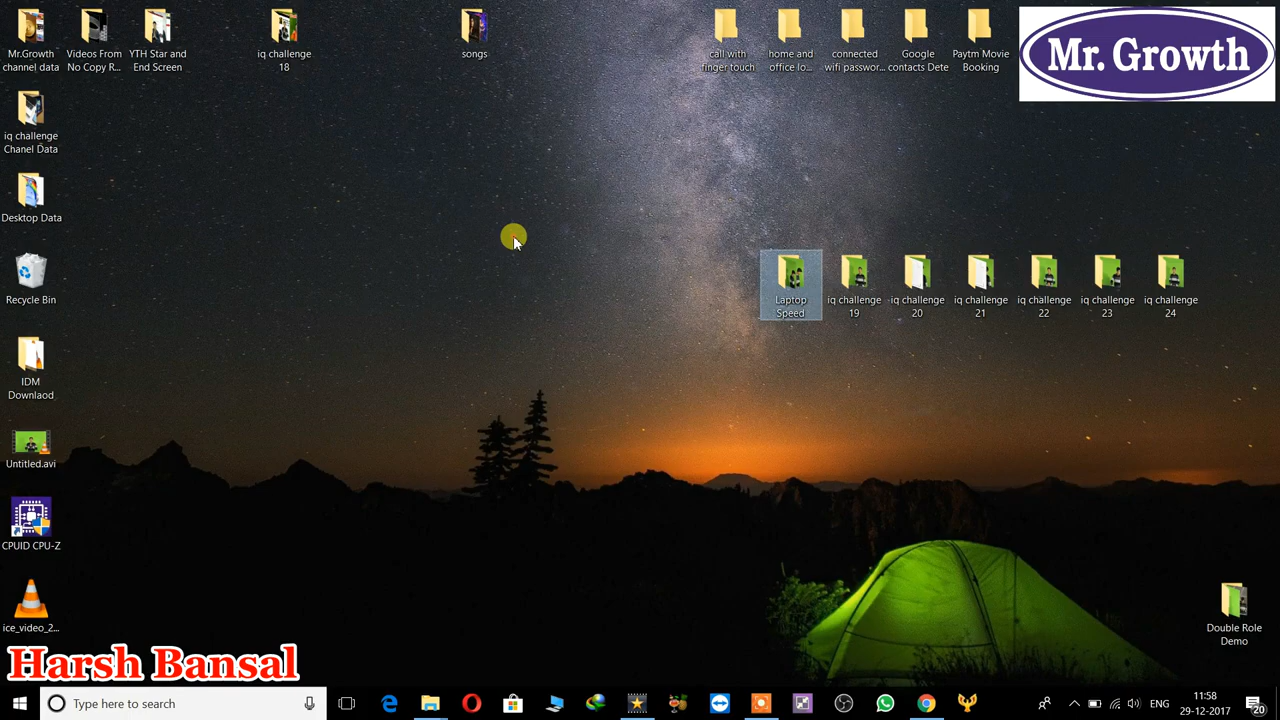 Mr.Growth
channel data
Videos From
No Copy R...
YTH Star and
End Screen
iq challenge
18
songs
call with
finger touch
home and
office lo...
connected
wifi passwor...
Google
contacts Dete
Paytm Movie
Booking
Mr. Growth
iq challenge
Chanel Data
Desktop Data
Recycle Bin
Laptop
Speed
iq challenge
19
iq challenge
20
iq challenge
21
iq challenge
22
iq challenge
23
iq challenge
24
IDM
Downlaod
Untitled.avi
CPUID CPU-Z
ice_video_2...
Double Role
Demo
Harsh Bansal
Type here to search
ENG
11:58
29-12-2017
20